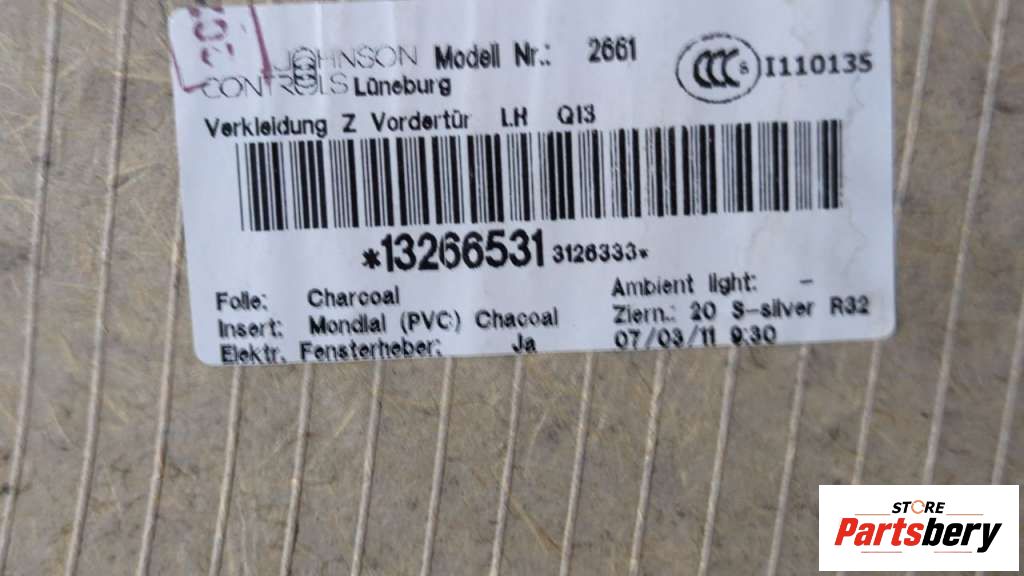 JOHNSON Modell Nr.: 2661
CONTROLS Lüneburg
CCC S I110135
Verkleidung Z Vordertür LH Q13
*13266531 3126333*
Folie: Charcoal Ambient light: -
Insert: Mondial (PVC) Chacoal Ziern.: 20 S-silver R32
Elektr. Fensterheber: Ja 07/03/11 9:30
STORE
Partsbery